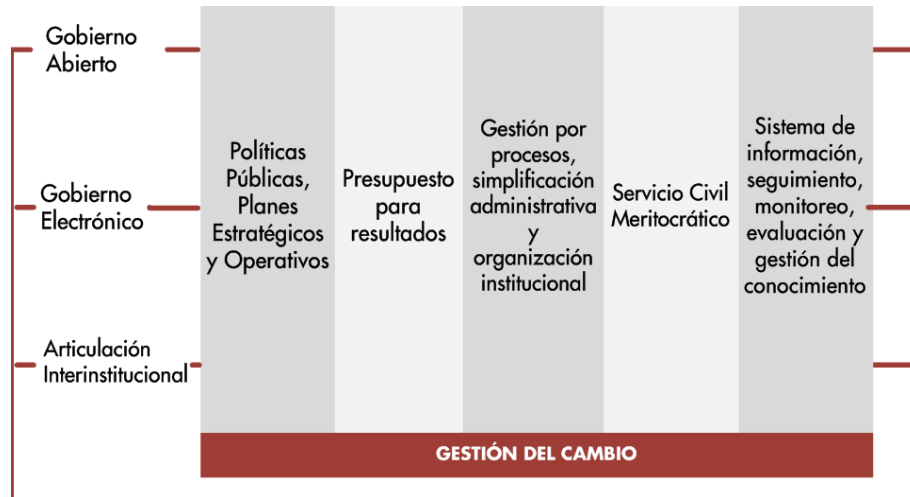 Gobierno
Abierto
Gobierno
Electrónico
Articulación
Interinstitucional
Políticas
Públicas,
Planes
Estratégicos
y Operativos
Presupuesto
para
resultados
Gestión por
procesos,
simplificación
administrativa
y
organización
institucional
Servicio Civil
Meritocrático
Sistema de
información,
seguimiento,
monitoreo,
evaluación y
gestión del
conocimiento
GESTIÓN DEL CAMBIO